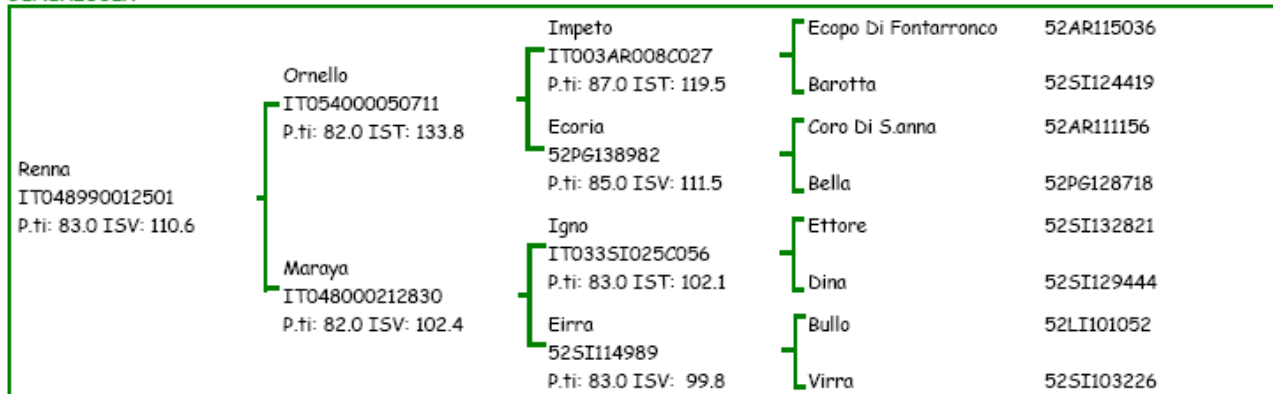 Renna
IT048990012501
P.ti: 83.0 ISV: 110.6
Ornello
IT054000050711
P.ti: 82.0 IST: 133.8
Maraya
IT048000212830
P.ti: 82.0 ISV: 102.4
Impeto
IT003AR008C027
P.ti: 87.0 IST: 119.5
Ecoria
52PG138982
P.ti: 85.0 ISV: 111.5
Igno
IT033SI025C056
P.ti: 83.0 IST: 102.1
Eirra
52SI114989
P.ti: 83.0 ISV: 99.8
Ecopo Di Fontarronco 52AR115036
Barotta 52SI124419
Coro Di S.anna 52AR111156
Bella 52PG128718
Ettore 52SI132821
Dina 52SI129444
Bullo 52LI101052
Virra 52SI103226